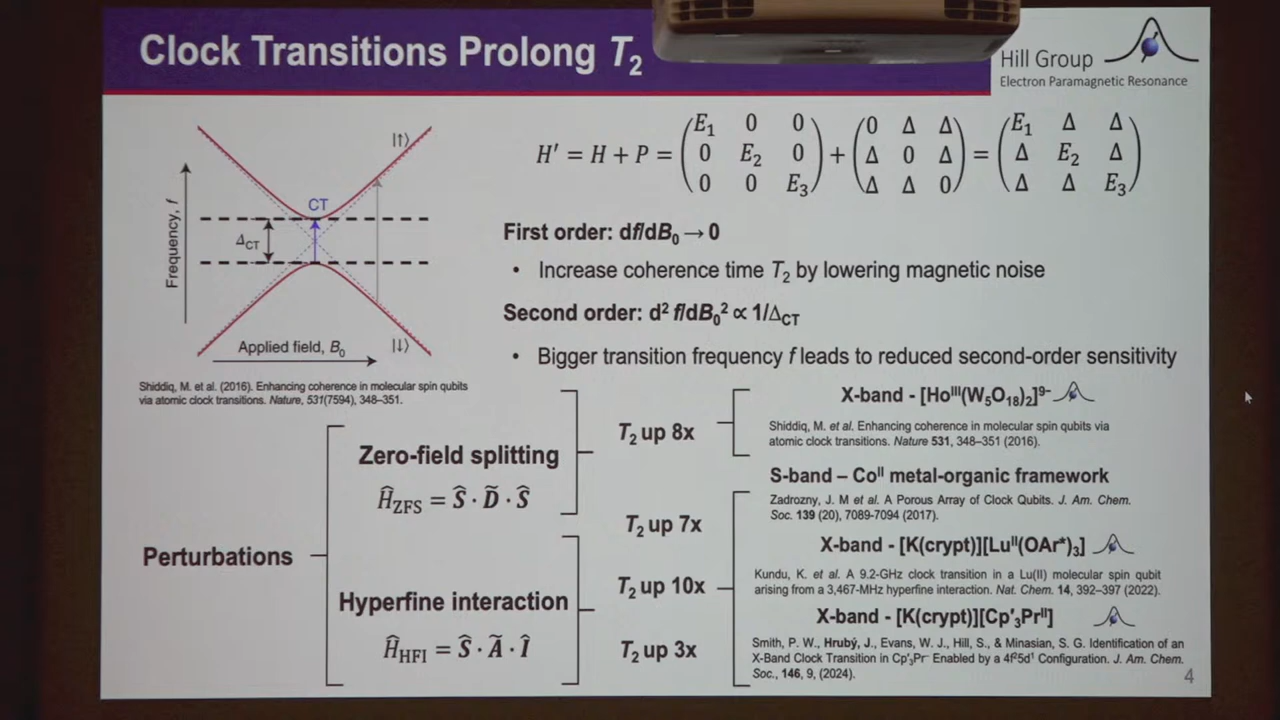 Clock Transitions Prolong T₂
Hill Group
Electron Paramagnetic Resonance
Frequency, f
|↑⟩
CT
Δ_CT
Applied field, B₀
|↓⟩
Shiddiq, M. et al. (2016). Enhancing coherence in molecular spin qubits
via atomic clock transitions. Nature, 531(7594), 348–351.
H′ = H + P = (E₁ 0 0; 0 E₂ 0; 0 0 E₃) + (0 Δ Δ; Δ 0 Δ; Δ Δ 0) = (E₁ Δ Δ; Δ E₂ Δ; Δ Δ E₃)
First order: df/dB₀ → 0
• Increase coherence time T₂ by lowering magnetic noise
Second order: d² f/dB₀² ∝ 1/Δ_CT
• Bigger transition frequency f leads to reduced second-order sensitivity
Perturbations
Zero-field splitting
Ĥ_ZFS = Ŝ · D̃ · Ŝ
Hyperfine interaction
Ĥ_HFI = Ŝ · Ã · Î
T₂ up 8x
T₂ up 7x
T₂ up 10x
T₂ up 3x
X-band - [Hoᴵᴵᴵ(W₅O₁₈)₂]⁹⁻
Shiddiq, M. et al. Enhancing coherence in molecular spin qubits via
atomic clock transitions. Nature 531, 348–351 (2016).
S-band – Coᴵᴵ metal-organic framework
Zadrozny, J. M et al. A Porous Array of Clock Qubits. J. Am. Chem.
Soc. 139 (20), 7089-7094 (2017).
X-band - [K(crypt)][Luᴵᴵ(OAr*)₃]
Kundu, K. et al. A 9.2-GHz clock transition in a Lu(II) molecular spin qubit
arising from a 3,467-MHz hyperfine interaction. Nat. Chem. 14, 392–397 (2022).
X-band - [K(crypt)][Cp′₃Prᴵᴵ]
Smith, P. W., Hrubý, J., Evans, W. J., Hill, S., & Minasian, S. G. Identification of an
X-Band Clock Transition in Cp′₃Pr⁻ Enabled by a 4f²5d¹ Configuration. J. Am. Chem.
Soc., 146, 9, (2024).
4